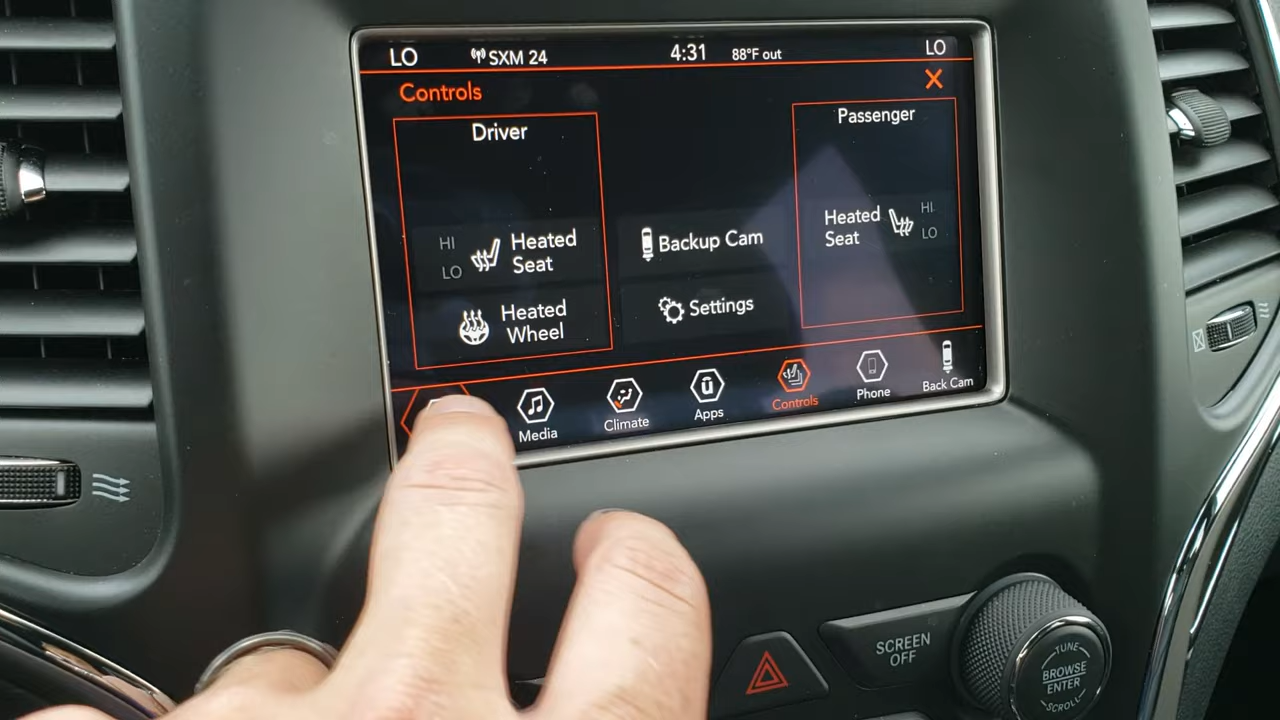 LO SXM 24 4:31 88°F out LO
Controls X
Driver
Passenger
HI
LO
Heated
Seat
Heated
Wheel
Backup Cam
Settings
Heated
Seat
HI
LO
Media
Climate
Apps
Controls
Phone
Back Cam
SCREEN
OFF
TUNE
BROWSE
ENTER
SCROLL